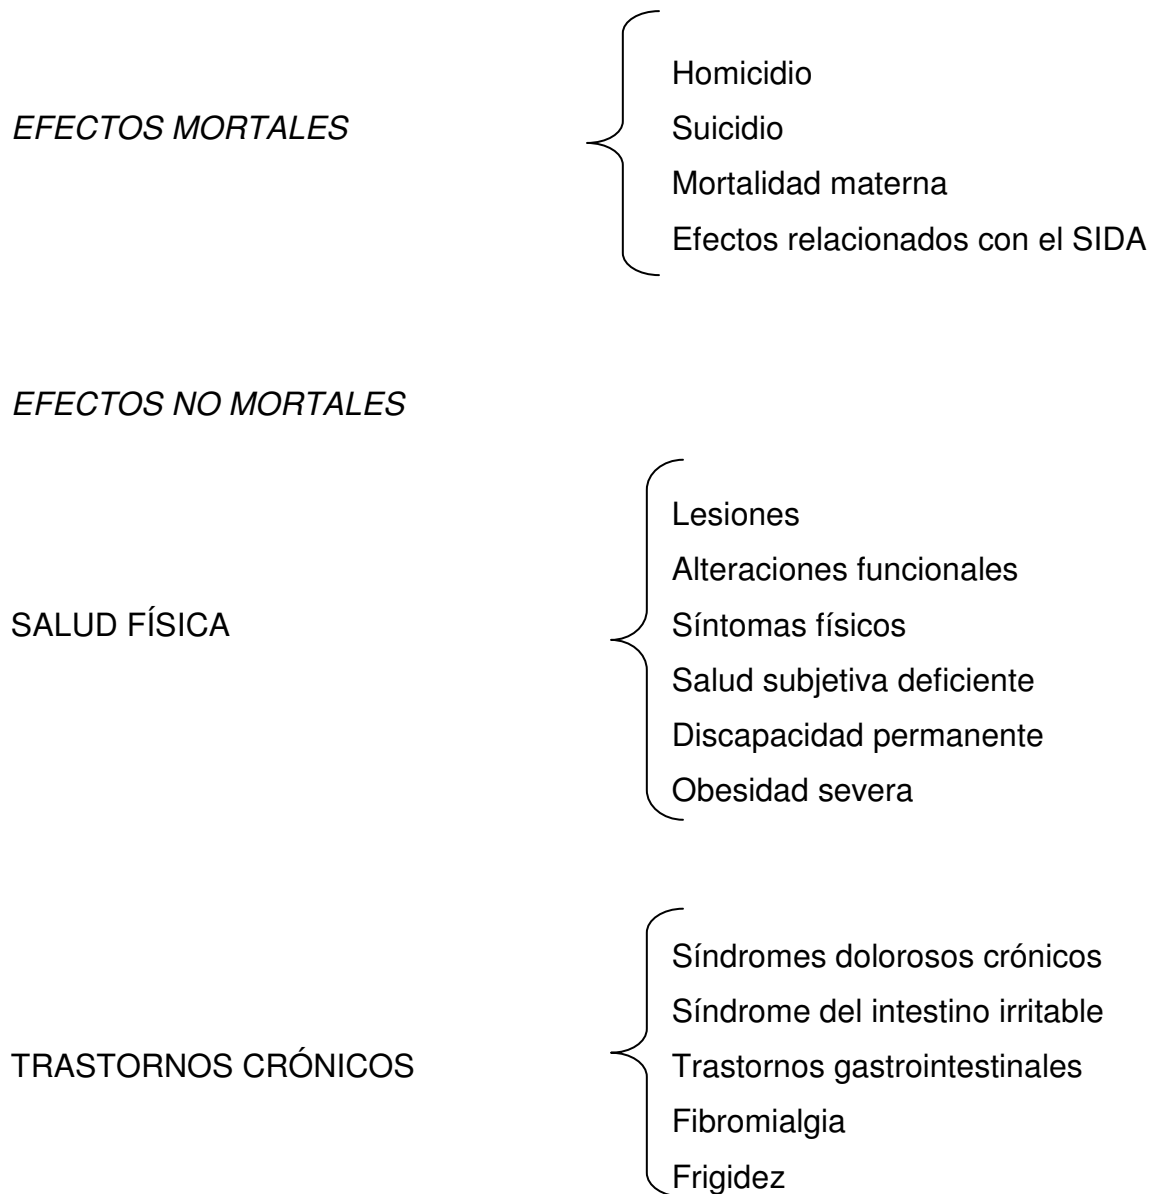 EFECTOS MORTALES
Homicidio
Suicidio
Mortalidad materna
Efectos relacionados con el SIDA
EFECTOS NO MORTALES
SALUD FÍSICA
Lesiones
Alteraciones funcionales
Síntomas físicos
Salud subjetiva deficiente
Discapacidad permanente
Obesidad severa
TRASTORNOS CRÓNICOS
Síndromes dolorosos crónicos
Síndrome del intestino irritable
Trastornos gastrointestinales
Fibromialgia
Frigidez